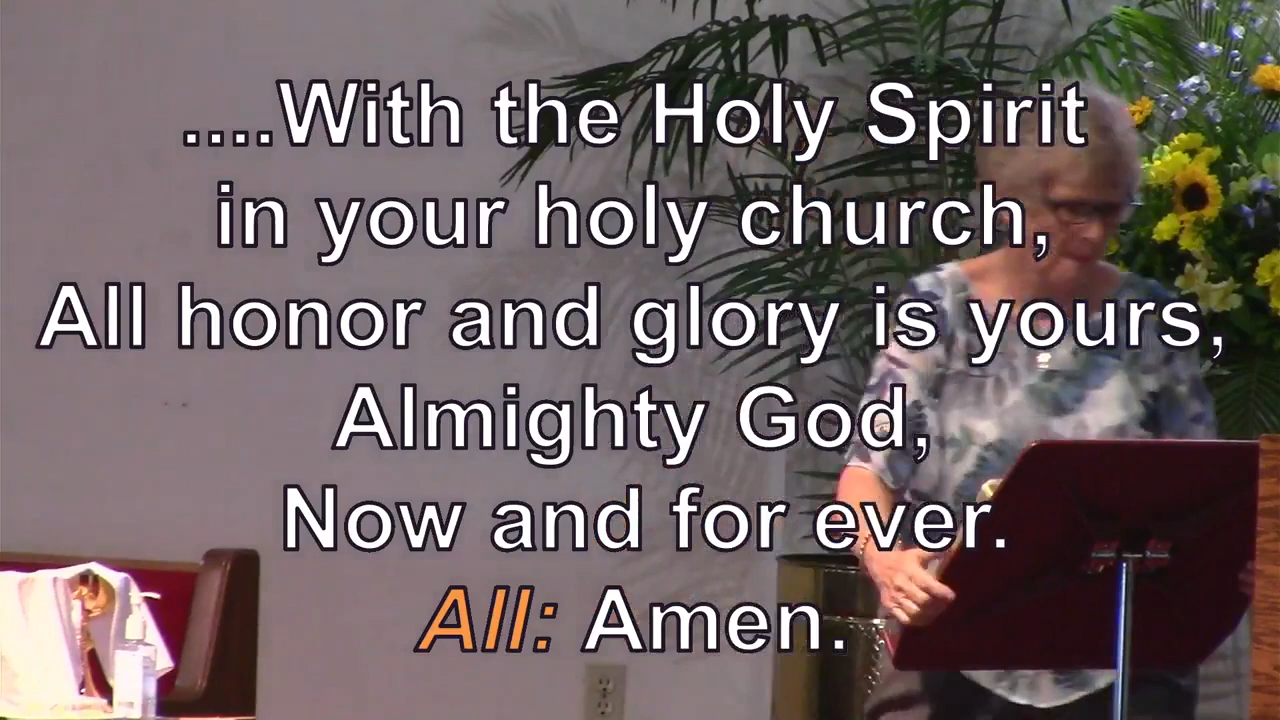 ....With the Holy Spirit
in your holy church,
All honor and glory is yours,
Almighty God,
Now and for ever.
All: Amen.